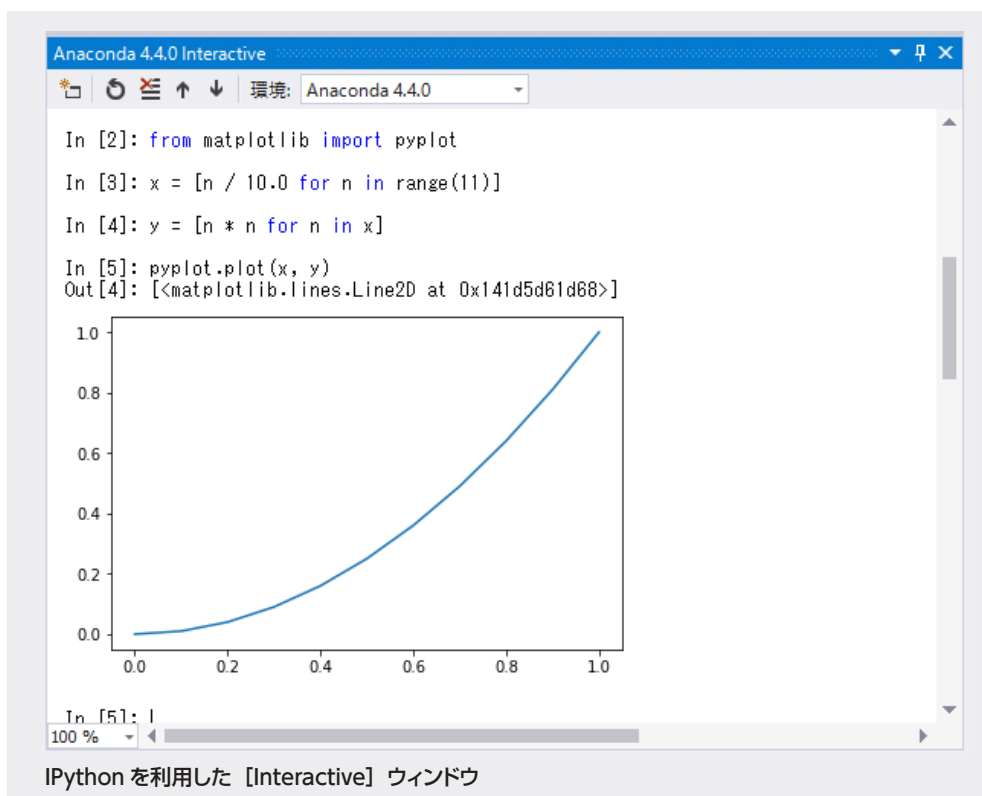 Anaconda 4.4.0 Interactive
環境: Anaconda 4.4.0
In [2]: from matplotlib import pyplot
In [3]: x = [n / 10.0 for n in range(11)]
In [4]: y = [n * n for n in x]
In [5]: pyplot.plot(x, y)
Out[4]: [<matplotlib.lines.Line2D at 0x141d5d61d68>]
1.0
0.8
0.6
0.4
0.2
0.0
0.0 0.2 0.4 0.6 0.8 1.0
In [5]:
100 %
IPython を利用した［Interactive］ウィンドウ